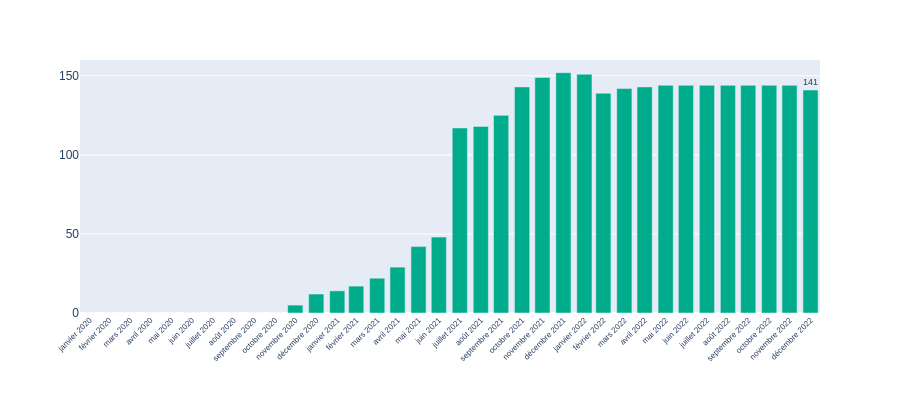 150
100
50
0
141
janvier 2020
février 2020
mars 2020
avril 2020
mai 2020
juin 2020
juillet 2020
août 2020
septembre 2020
octobre 2020
novembre 2020
décembre 2020
janvier 2021
février 2021
mars 2021
avril 2021
mai 2021
juin 2021
juillet 2021
août 2021
septembre 2021
octobre 2021
novembre 2021
décembre 2021
janvier 2022
février 2022
mars 2022
avril 2022
mai 2022
juin 2022
juillet 2022
août 2022
septembre 2022
octobre 2022
novembre 2022
décembre 2022